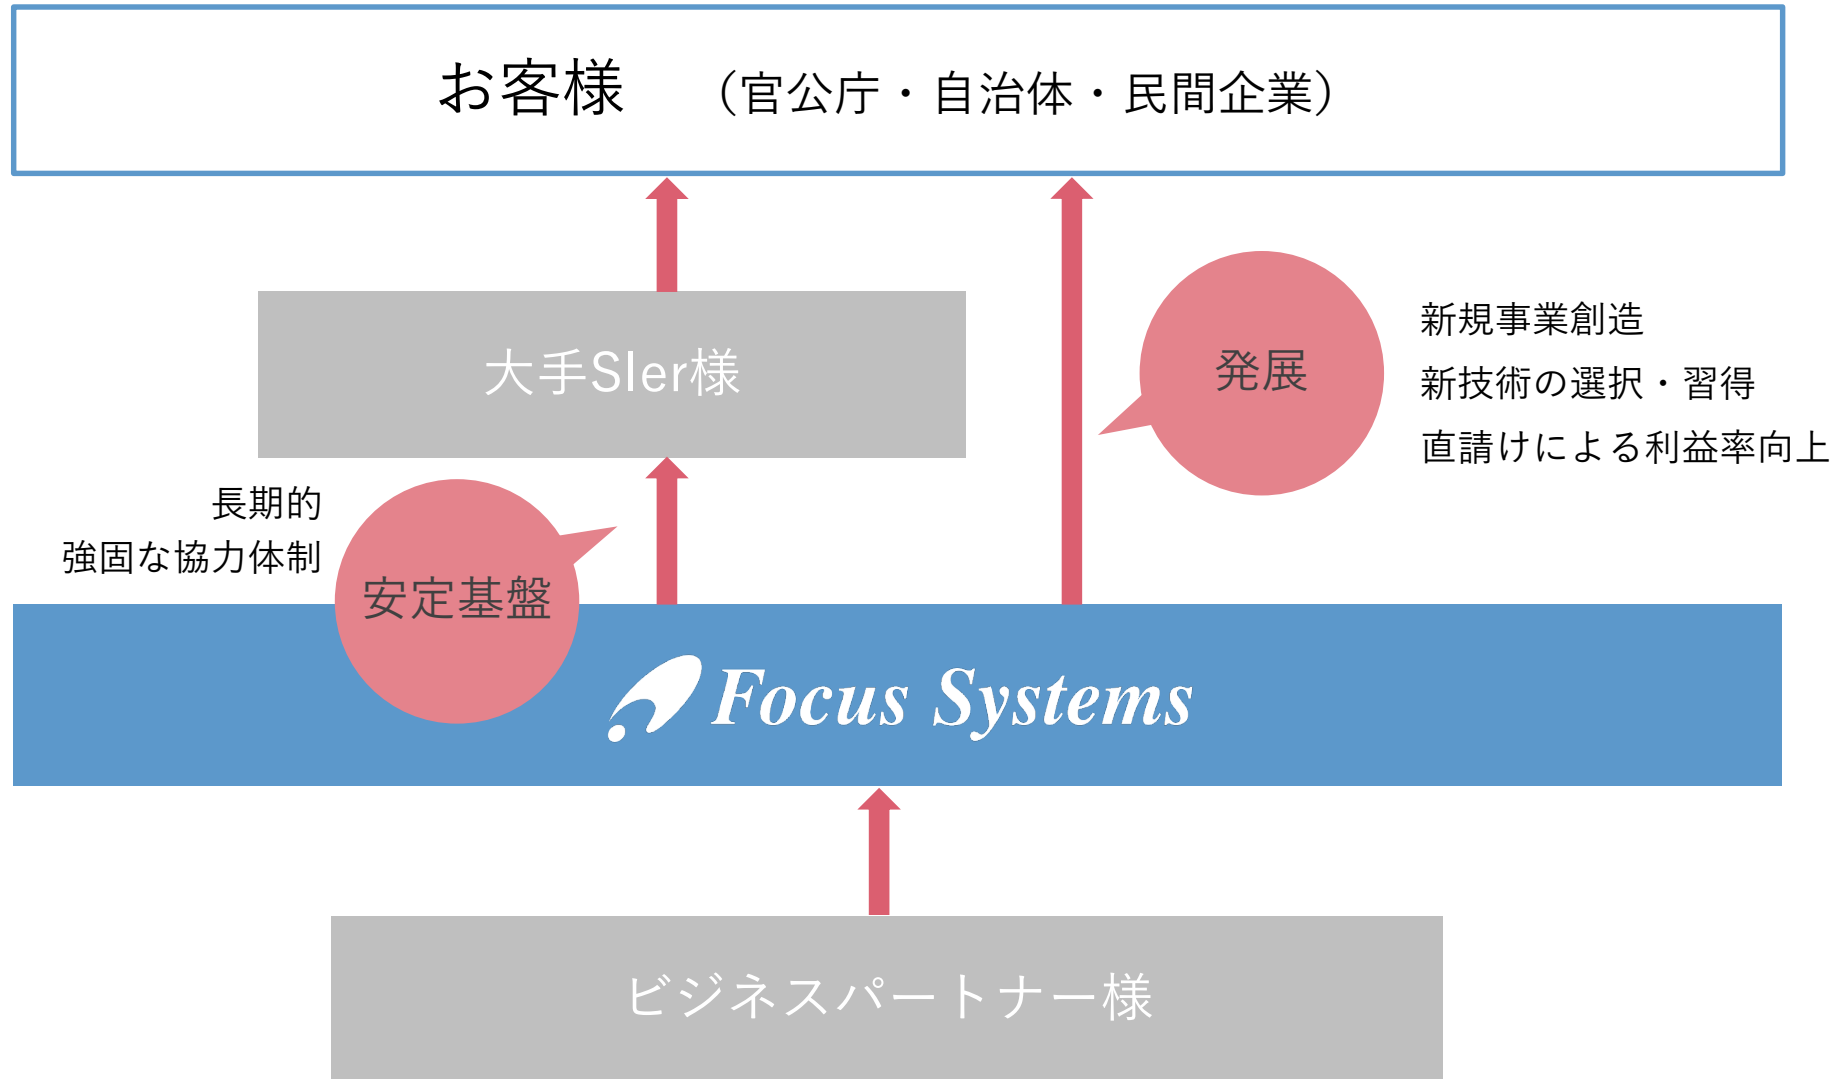 お客様　（官公庁・自治体・民間企業）
大手SIer様
発展
新規事業創造
新技術の選択・習得
直請けによる利益率向上
長期的
強固な協力体制
安定基盤
Focus Systems
ビジネスパートナー様